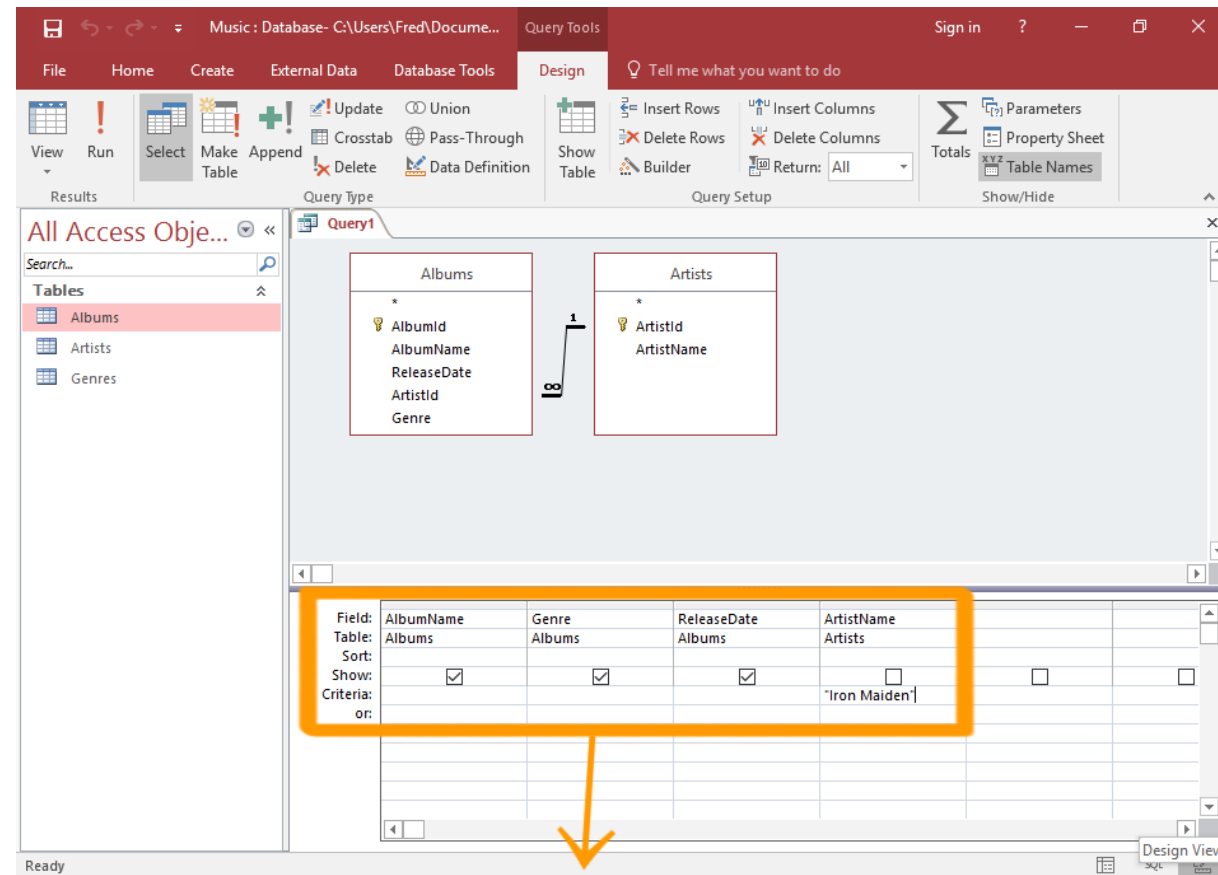 Music : Database- C:\Users\Fred\Docume... Query Tools Sign in ?
File Home Create External Data Database Tools Design Tell me what you want to do
View Run Select Make Table Append Update Crosstab Delete Union Pass-Through Data Definition Show Table Insert Rows Delete Rows Builder Insert Columns Delete Columns Return: All Totals Parameters Property Sheet XYZ Table Names
Results Query Type Query Setup Show/Hide
All Access Obje... «
Search...
Tables
Albums
Artists
Genres
Query1
Albums
*
AlbumId
AlbumName
ReleaseDate
ArtistId
Genre
1
∞
Artists
*
ArtistId
ArtistName
Field: AlbumName Genre ReleaseDate ArtistName
Table: Albums Albums Albums Artists
Sort:
Show:
Criteria: "Iron Maiden"
or:
Design View
Ready SQL